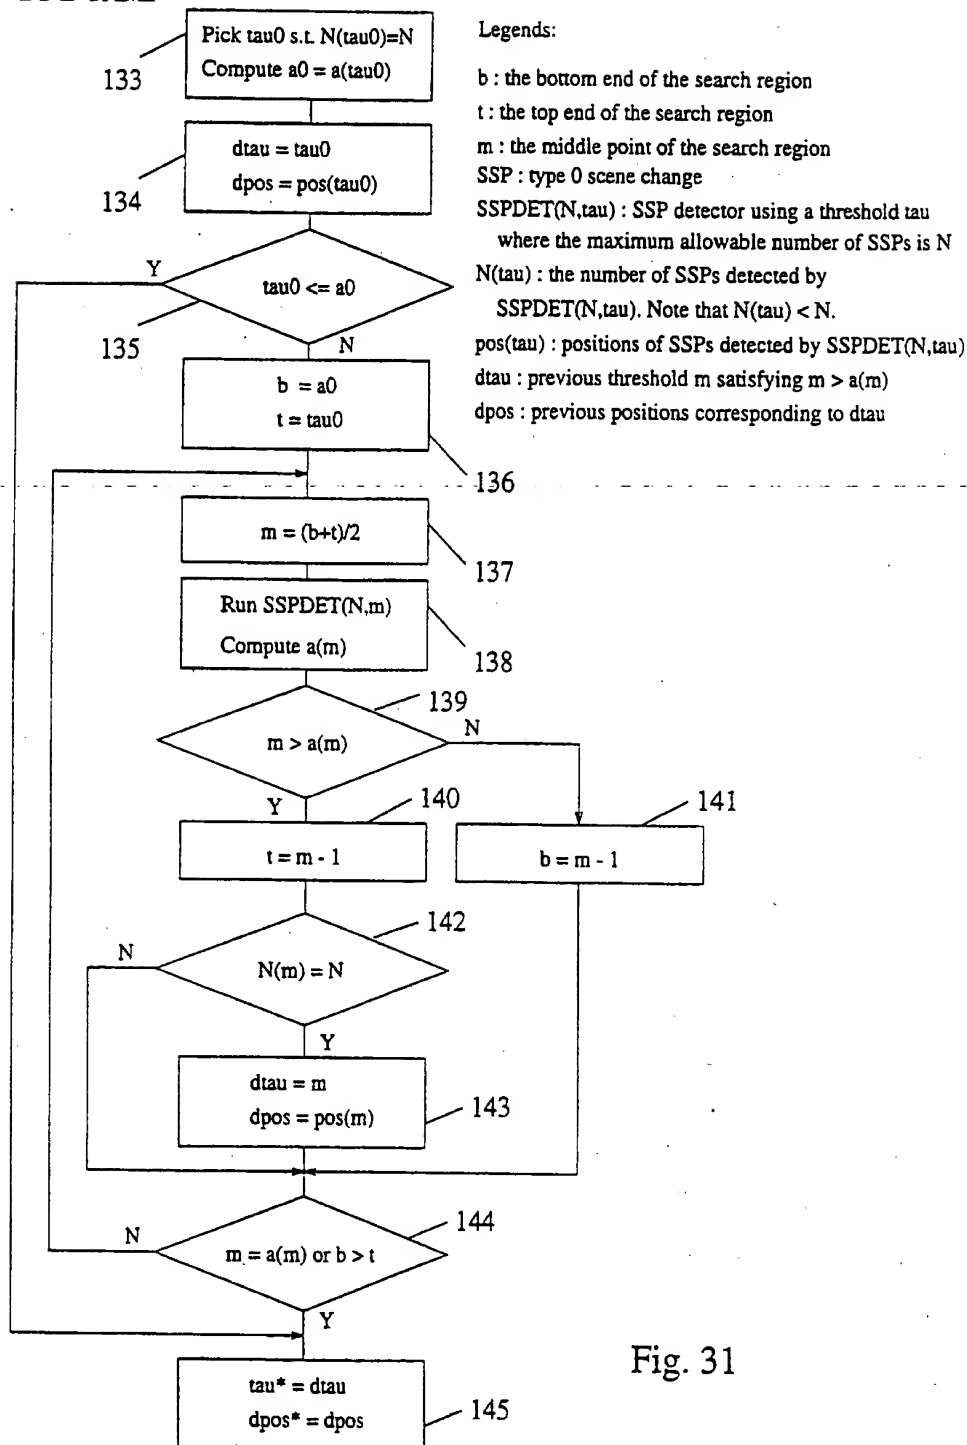 Pick tau0 s.t. N(tau0)=N
Compute a0 = a(tau0)
133
dtau = tau0
dpos = pos(tau0)
134
Y
tau0 <= a0
135
N
b = a0
t = tau0
136
m = (b+t)/2
137
Run SSPDET(N,m)
Compute a(m)
138
139
N
m > a(m)
Y
140
141
t = m - 1
b = m - 1
142
N
N(m) = N
Y
dtau = m
dpos = pos(m)
143
144
N
m = a(m) or b > t
Y
tau* = dtau
dpos* = dpos
145
Legends:
b : the bottom end of the search region
t : the top end of the search region
m : the middle point of the search region
SSP : type 0 scene change
SSPDET(N,tau) : SSP detector using a threshold tau
where the maximum allowable number of SSPs is N
N(tau) : the number of SSPs detected by
SSPDET(N,tau). Note that N(tau) < N.
pos(tau) : positions of SSPs detected by SSPDET(N,tau)
dtau : previous threshold m satisfying m > a(m)
dpos : previous positions corresponding to dtau
Fig. 31